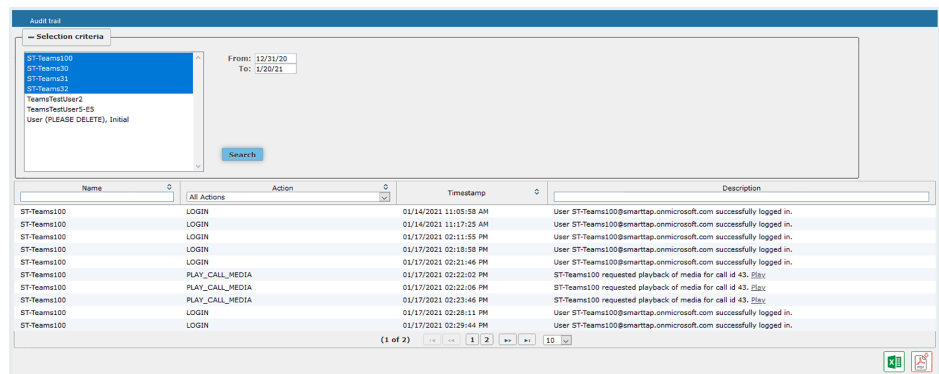 Audit trail
Selection criteria
ST-Teams100
ST-Teams30
ST-Teams31
ST-Teams32
TeamsTestUser2
TeamsTestUser5-ES
User (PLEASE DELETE), Initial
From: 12/31/20
To: 1/20/21
Search
Name Action Timestamp Description
All Actions
ST-Teams100 LOGIN 01/14/2021 11:05:58 AM User ST-Teams100@smarttap.onmicrosoft.com successfully logged in.
ST-Teams100 LOGIN 01/14/2021 11:17:25 AM User ST-Teams100@smarttap.onmicrosoft.com successfully logged in.
ST-Teams100 LOGIN 01/17/2021 02:11:55 PM User ST-Teams100@smarttap.onmicrosoft.com successfully logged in.
ST-Teams100 LOGIN 01/17/2021 02:18:58 PM User ST-Teams100@smarttap.onmicrosoft.com successfully logged in.
ST-Teams100 LOGIN 01/17/2021 02:21:46 PM User ST-Teams100@smarttap.onmicrosoft.com successfully logged in.
ST-Teams100 PLAY_CALL_MEDIA 01/17/2021 02:22:02 PM ST-Teams100 requested playback of media for call id 43. Play
ST-Teams100 PLAY_CALL_MEDIA 01/17/2021 02:22:06 PM ST-Teams100 requested playback of media for call id 43. Play
ST-Teams100 PLAY_CALL_MEDIA 01/17/2021 02:23:46 PM ST-Teams100 requested playback of media for call id 43. Play
ST-Teams100 LOGIN 01/17/2021 02:28:11 PM User ST-Teams100@smarttap.onmicrosoft.com successfully logged in.
ST-Teams100 LOGIN 01/17/2021 02:29:44 PM User ST-Teams100@smarttap.onmicrosoft.com successfully logged in.
(1 of 2) 1 2 10
PDF